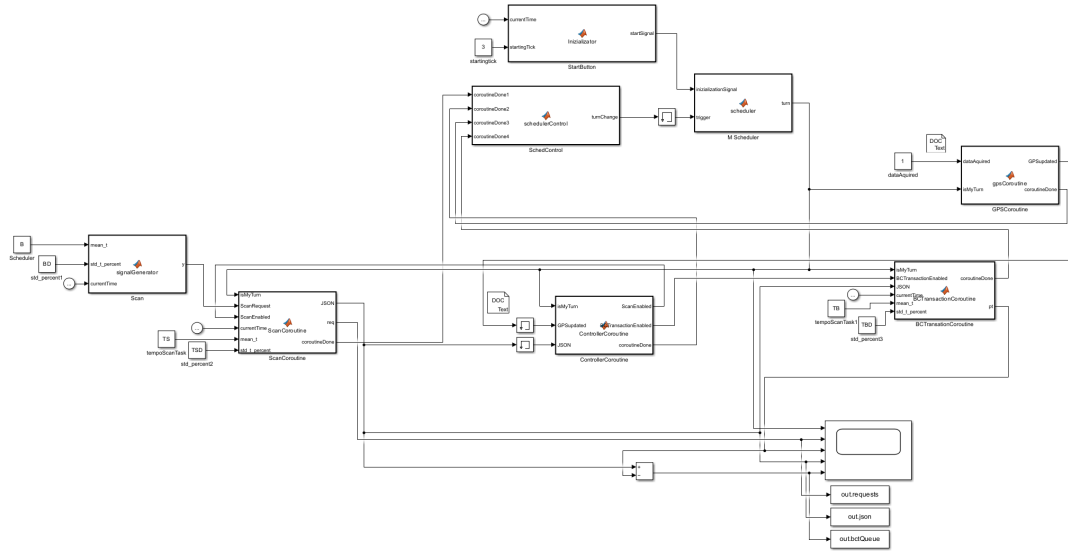 currentTime
startingTick
Inizializator
startSignal
StartButton
3
startingtick
coroutineDone1
coroutineDone2
coroutineDone3
coroutineDone4
schedulerControl
turnChange
SchedControl
inizializationSignal
trigger
scheduler
turn
M Scheduler
DOC
Text
1
dataAquired
dataAquired
isMyTurn
gpsCoroutine
GPSupdated
coroutineDone
GPSCoroutine
B
Scheduler
BD
std_percent1
mean_t
std_t_percent
currentTime
signalGenerator
y
Scan
isMyTurn
ScanRequest
ScanEnabled
currentTime
mean_t
std_t_percent
ScanCoroutine
JSON
req
coroutineDone
ScanCoroutine
TS
tempoScanTask
TSD
std_percent2
DOC
Text
isMyTurn
GPSupdated
JSON
ControllerCoroutine
ScanEnabled
BCTransactionEnabled
coroutineDone
ControllerCoroutine
isMyTurn
BCTransactionEnabled
JSON
currentTime
mean_t
std_t_percent
BCTransactionCoroutine
coroutineDone
pt
BCTransationCoroutine
TB
tempoScanTask1
TBD
std_percent3
out.requests
out.json
out.bctQueue